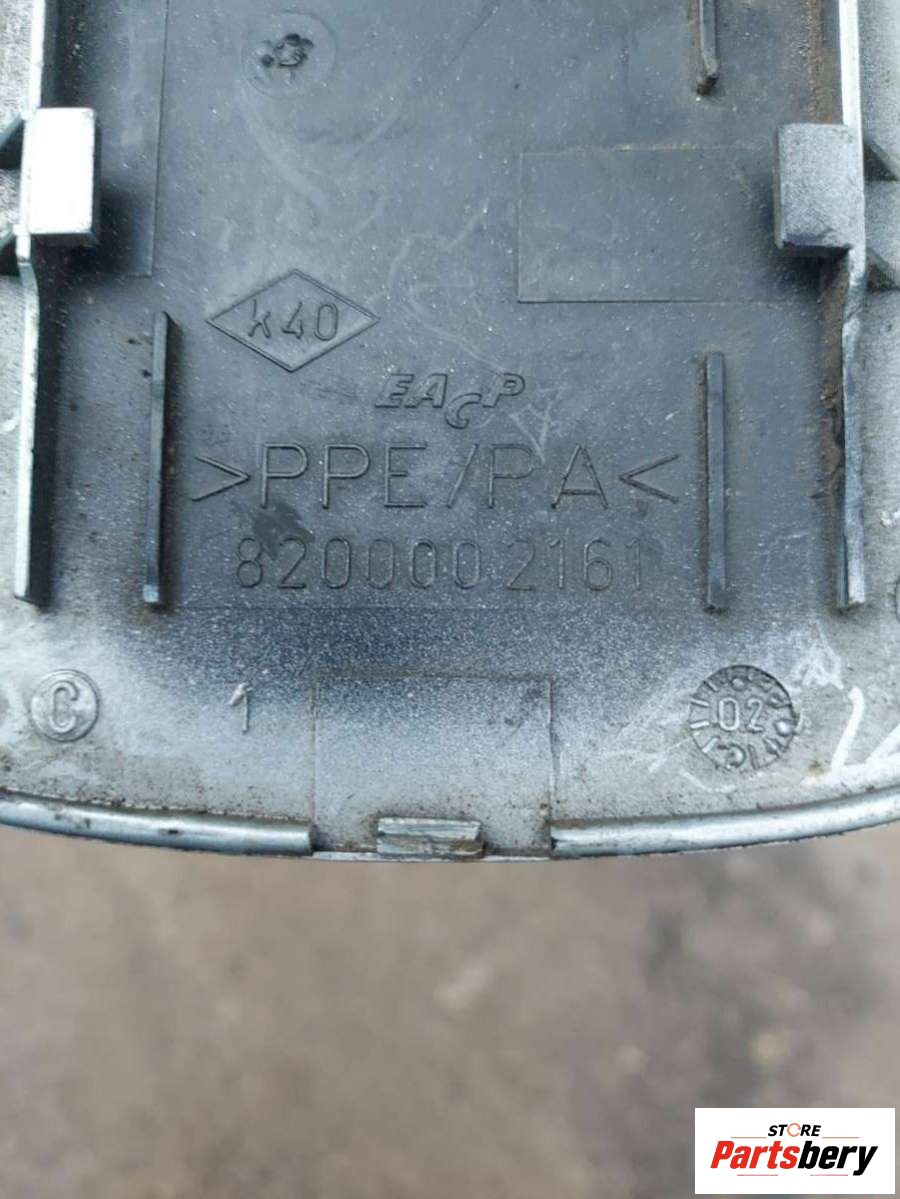 k40
EACP
>PPE/PA<
8200002161
C
1
02
STORE
Partsbery